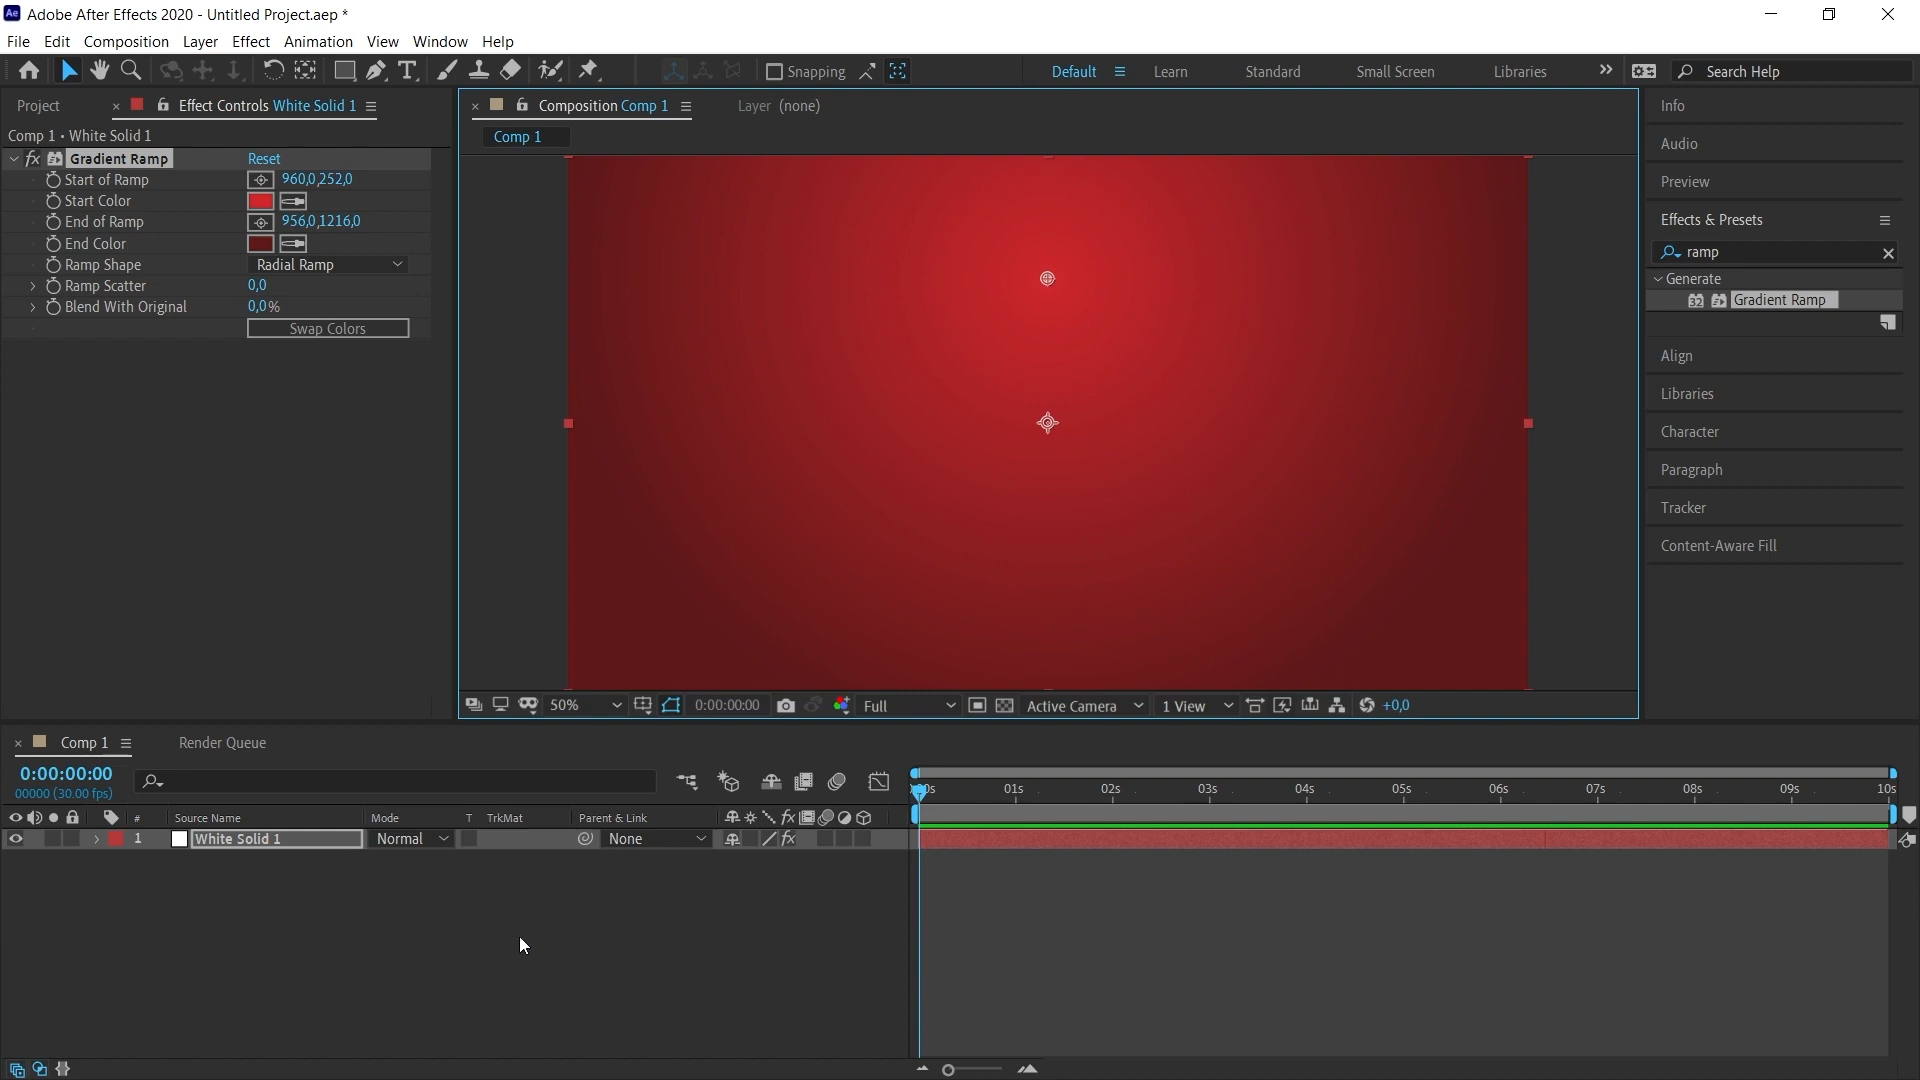 Adobe After Effects 2020 - Untitled Project.aep *
File Edit Composition Layer Effect Animation View Window Help
Snapping Default Learn Standard Small Screen Libraries Search Help
Project Effect Controls White Solid 1
Comp 1 • White Solid 1
fx Gradient Ramp Reset
Start of Ramp 960,0,252,0
Start Color
End of Ramp 956,0,1216,0
End Color
Ramp Shape Radial Ramp
Ramp Scatter 0,0
Blend With Original 0,0%
Swap Colors
Composition Comp 1 Layer (none)
Comp 1
50% 0:00:00:00 Full Active Camera 1 View +0,0
Info
Audio
Preview
Effects & Presets
ramp
Generate
32 Gradient Ramp
Align
Libraries
Character
Paragraph
Tracker
Content-Aware Fill
Comp 1 Render Queue
0:00:00:00
00000 (30.00 fps)
# Source Name Mode T TrkMat Parent & Link fx
1 White Solid 1 Normal None fx
01s 02s 03s 04s 05s 06s 07s 08s 09s 10s